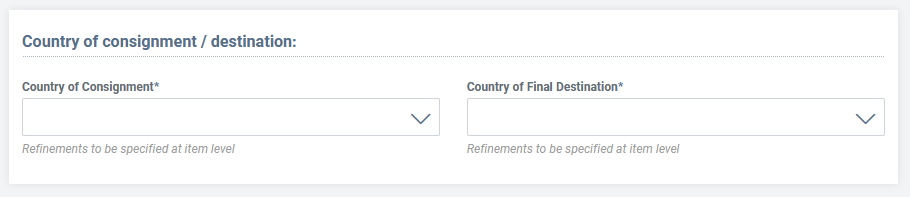 Country of consignment / destination:
Country of Consignment*
Country of Final Destination*
Refinements to be specified at item level
Refinements to be specified at item level